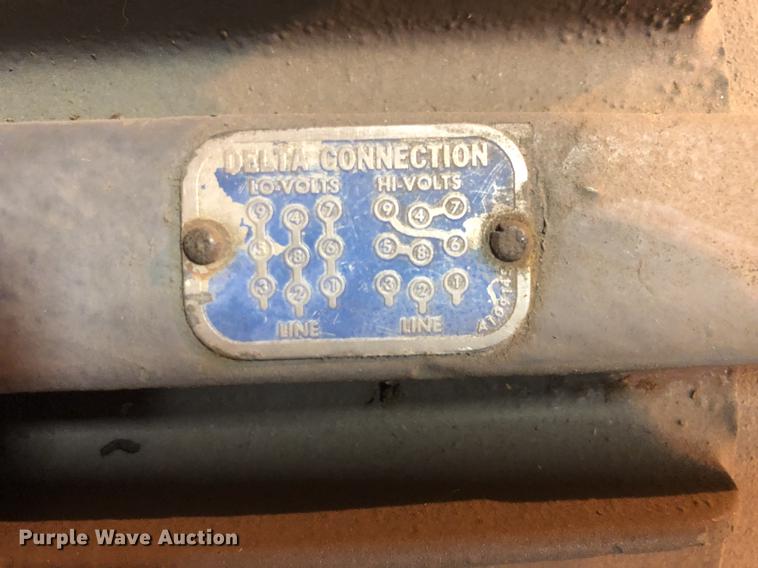 DELTA CONNECTION
LO-VOLTS HI-VOLTS
9 4 7 9 4 7
5 8 6 5 8 6
3 2 1 3 2 1
LINE LINE
Purple Wave Auction